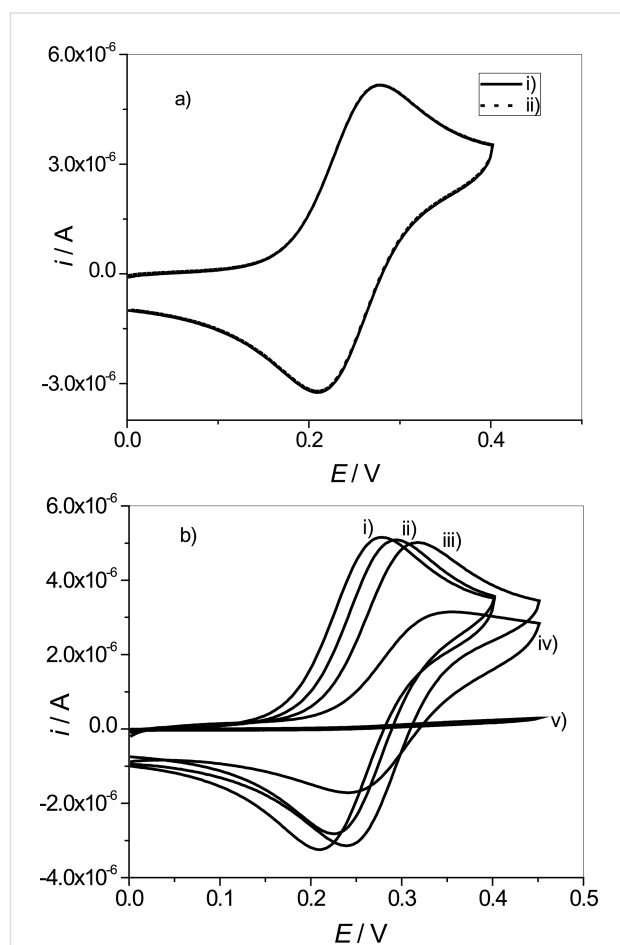 6.0x10-6
a)
i)
ii)
3.0x10-6
i / A
0.0
-3.0x10-6
0.0 0.2 0.4
E / V
6.0x10-6
b)
i) ii) iii)
4.0x10-6
iv)
2.0x10-6
i / A
v)
0.0
-2.0x10-6
-4.0x10-6
0.0 0.1 0.2 0.3 0.4 0.5
E / V